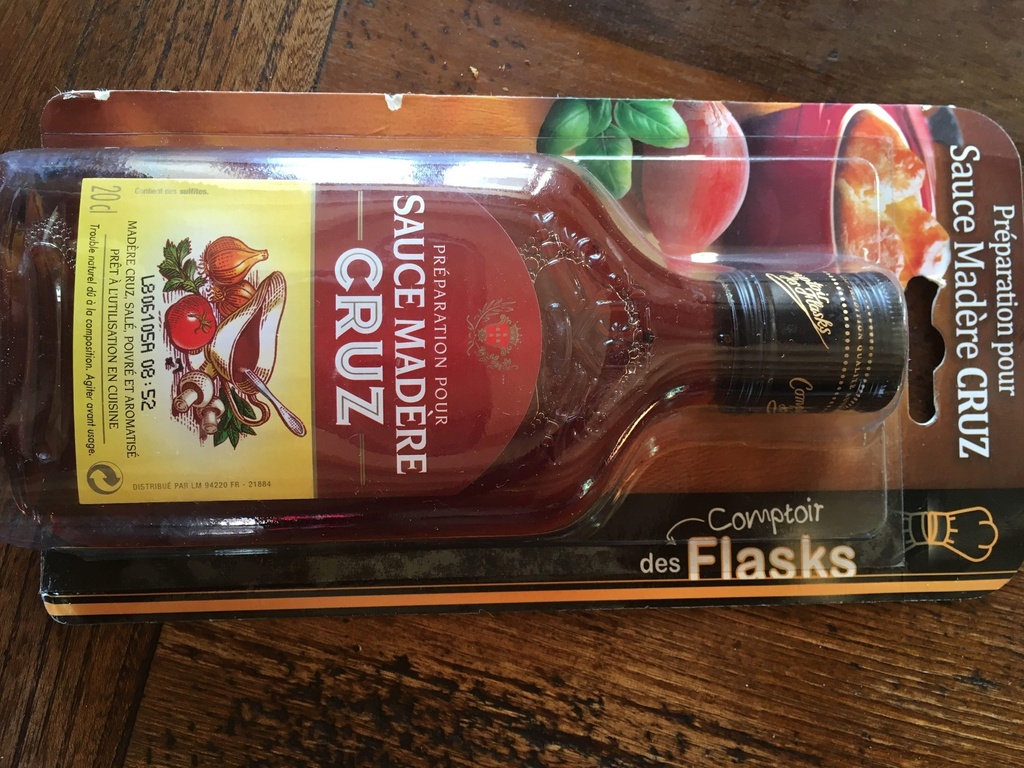 Préparation pour
Sauce Madère CRUZ
Comptoir
des Flasks
PRÉPARATION POUR
SAUCE MADÈRE
CRUZ
Contient des sulfites.
20 cl
L806105A 08:52
MADÈRE CRUZ, SALÉ, POIVRÉ ET AROMATISÉ
PRÊT À L'UTILISATION EN CUISINE
Trouble naturel dû à la composition. Agiter avant usage.
DISTRIBUÉ PAR LM 94220 FR - 21884